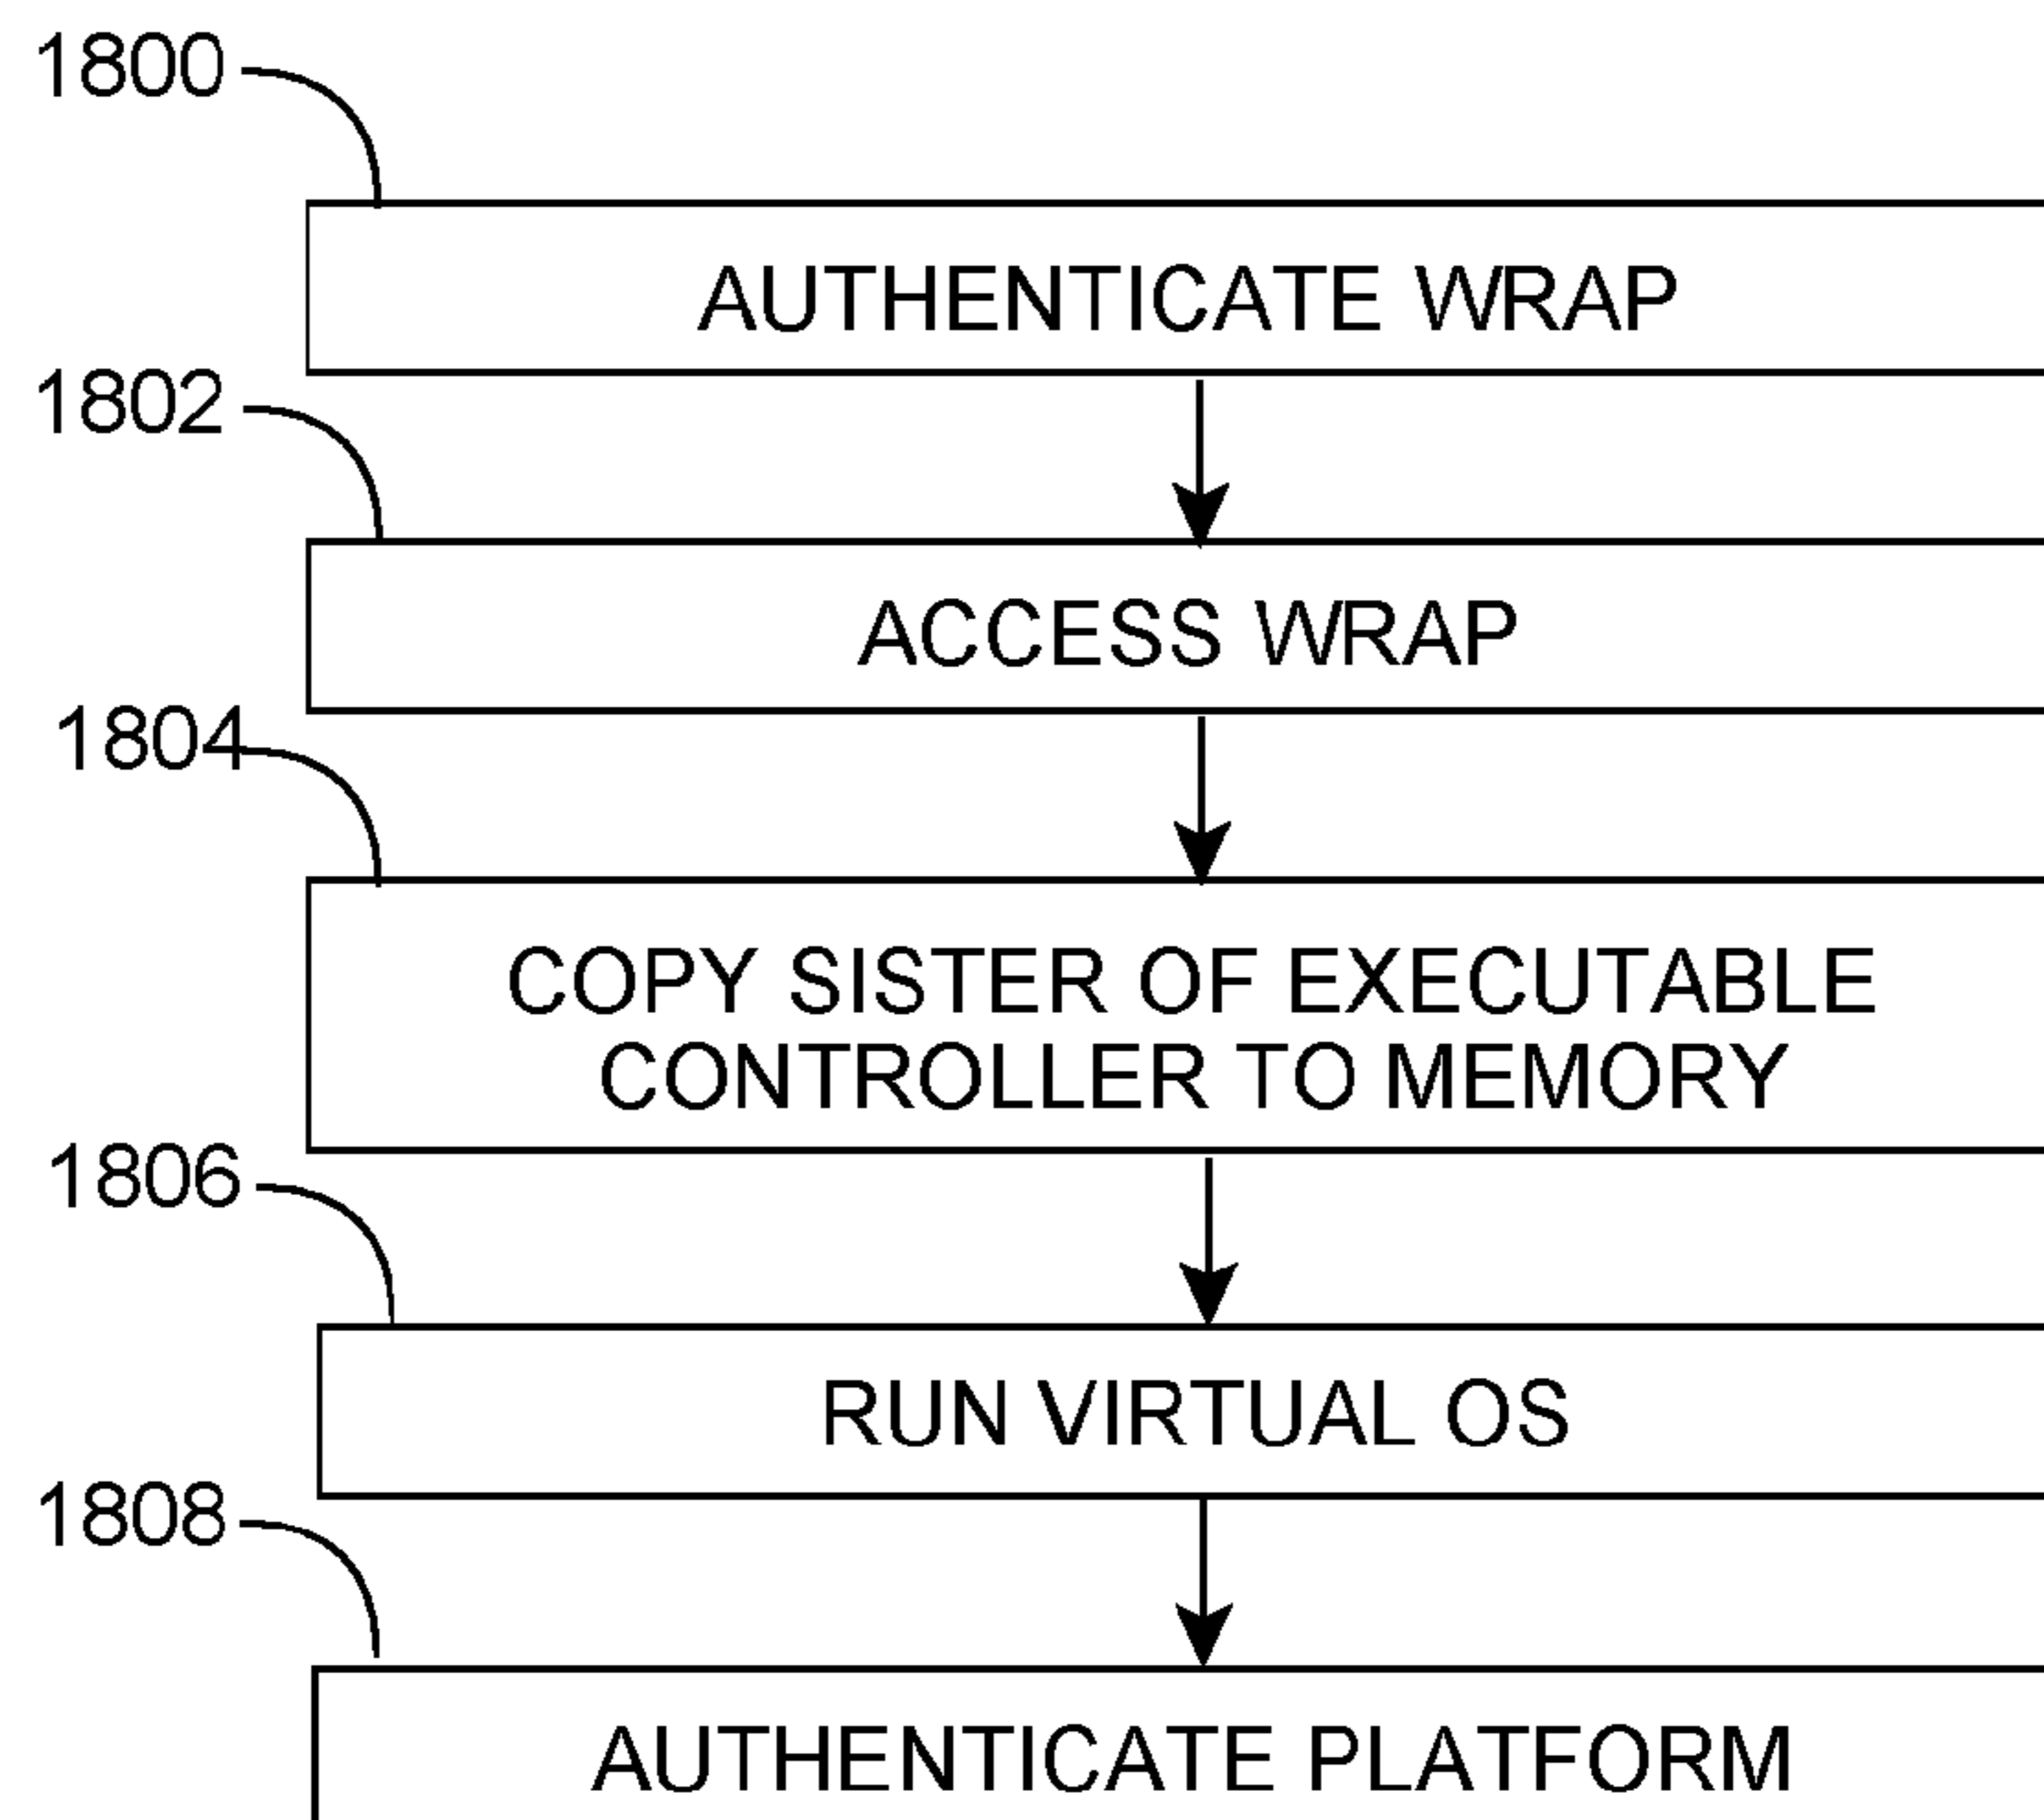 1800
AUTHENTICATE WRAP
1802
ACCESS WRAP
1804
COPY SISTER OF EXECUTABLE
CONTROLLER TO MEMORY
1806
RUN VIRTUAL OS
1808
AUTHENTICATE PLATFORM